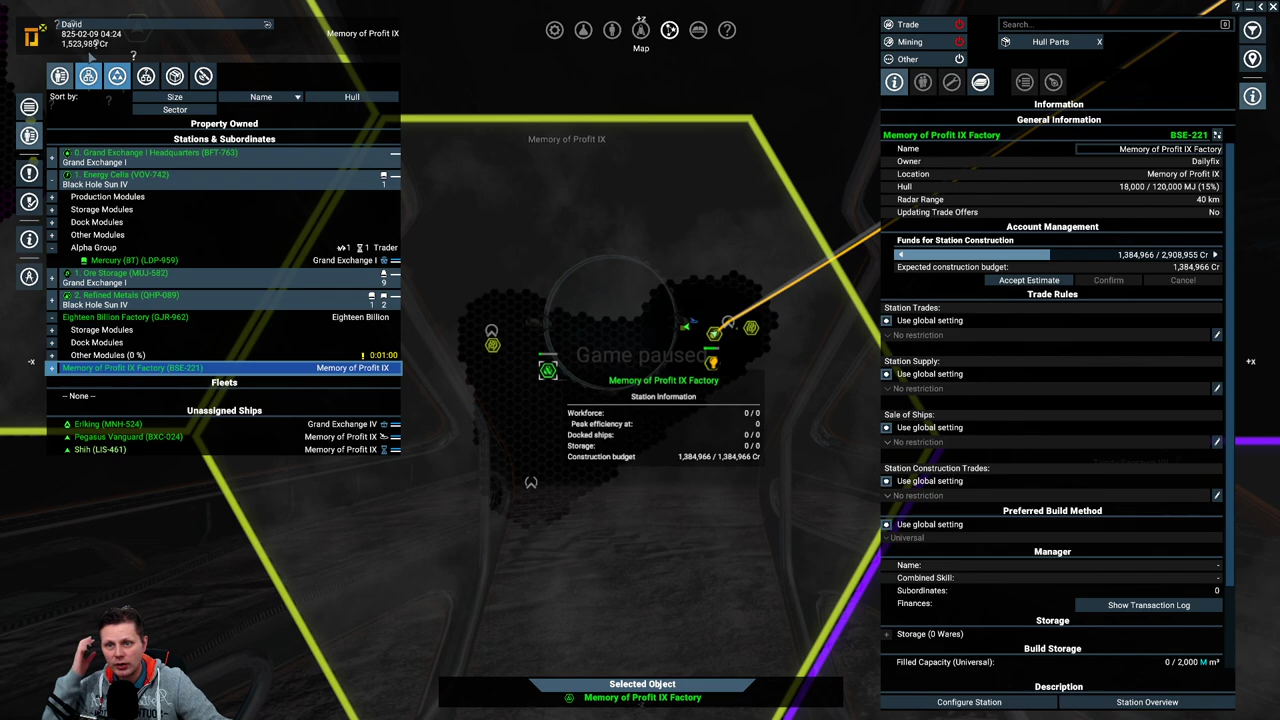 David
825-02-09 04:24
1,523,989 Cr
Memory of Profit IX
Map
Sort by:
Size
Name
Hull
Sector
Property Owned
Stations & Subordinates
0. Grand Exchange I Headquarters (BFT-763)
Grand Exchange I
1. Energy Cells (VOV-742)
Black Hole Sun IV
1
Production Modules
Storage Modules
Dock Modules
Other Modules
Alpha Group
1
1 Trader
Mercury (BT) (LDP-959)
Grand Exchange I
1. Ore Storage (MUJ-582)
Grand Exchange I
9
2. Refined Metals (QHP-089)
Black Hole Sun IV
1 2
Eighteen Billion Factory (GJR-962)
Eighteen Billion
Storage Modules
Dock Modules
Other Modules (0 %)
! 0:01:00
Memory of Profit IX Factory (BSE-221)
Memory of Profit IX
Fleets
-- None --
Unassigned Ships
Erlking (MNH-524)
Grand Exchange IV
Pegasus Vanguard (BXC-024)
Memory of Profit IX
Shih (LIS-461)
Memory of Profit IX
Memory of Profit IX
Game paused
Memory of Profit IX Factory
Station Information
Workforce: 0 / 0
Peak efficiency at: 0
Docked ships: 0 / 0
Storage: 0 / 0
Construction budget 1,384,966 / 1,384,966 Cr
Selected Object
Memory of Profit IX Factory
Trade
Mining
Other
Search...
Hull Parts X
Information
General Information
Memory of Profit IX Factory BSE-221
Name Memory of Profit IX Factory
Owner Dailyfix
Location Memory of Profit IX
Hull 18,000 / 120,000 MJ (15%)
Radar Range 40 km
Updating Trade Offers No
Account Management
Funds for Station Construction
1,384,966 / 2,908,955 Cr
Expected construction budget: 1,384,966 Cr
Accept Estimate Confirm Cancel
Trade Rules
Station Trades:
Use global setting
No restriction
Station Supply:
Use global setting
No restriction
Sale of Ships:
Use global setting
No restriction
Station Construction Trades:
Use global setting
No restriction
Preferred Build Method
Use global setting
Universal
Manager
Name: -
Combined Skill: -
Subordinates: 0
Finances: Show Transaction Log
Storage
+ Storage (0 Wares)
Build Storage
Filled Capacity (Universal): 0 / 2,000 M m³
Description
Configure Station Station Overview